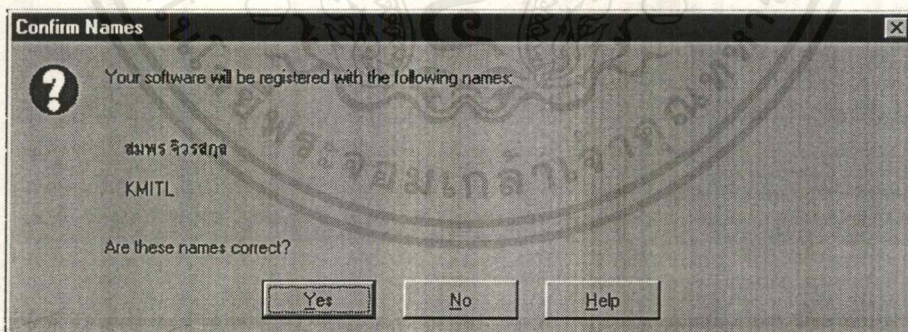 Confirm Names
Your software will be registered with the following names:
สมพร จิวรสกุล
KMITL
Are these names correct?
Yes No Help